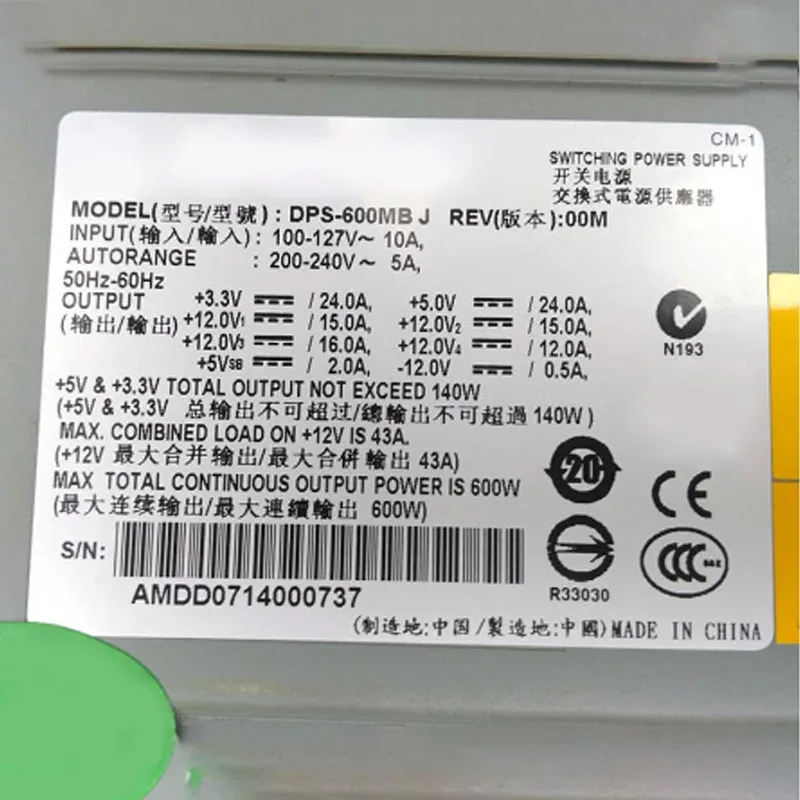 CM-1
SWITCHING POWER SUPPLY
开关电源
交換式電源供應器
MODEL(型号/型號) : DPS-600MB J REV(版本):00M
INPUT(输入/輸入) : 100-127V~ 10A,
AUTORANGE : 200-240V~ 5A,
50Hz-60Hz
OUTPUT +3.3V / 24.0A, +5.0V / 24.0A,
(输出/輸出) +12.0V1 / 15.0A, +12.0V2 / 15.0A,
+12.0V3 / 16.0A, +12.0V4 / 12.0A,
+5VSB / 2.0A, -12.0V / 0.5A,
N193
+5V & +3.3V TOTAL OUTPUT NOT EXCEED 140W
(+5V & +3.3V 总输出不可超过/總輸出不可超過140W)
MAX. COMBINED LOAD ON +12V IS 43A.
(+12V 最大合并输出/最大合併輸出 43A)
MAX TOTAL CONTINUOUS OUTPUT POWER IS 600W
(最大连续输出/最大連續輸出 600W)
20
CE
CCC
R33030
S/N:
AMDD0714000737
(制造地:中国/製造地:中國)MADE IN CHINA